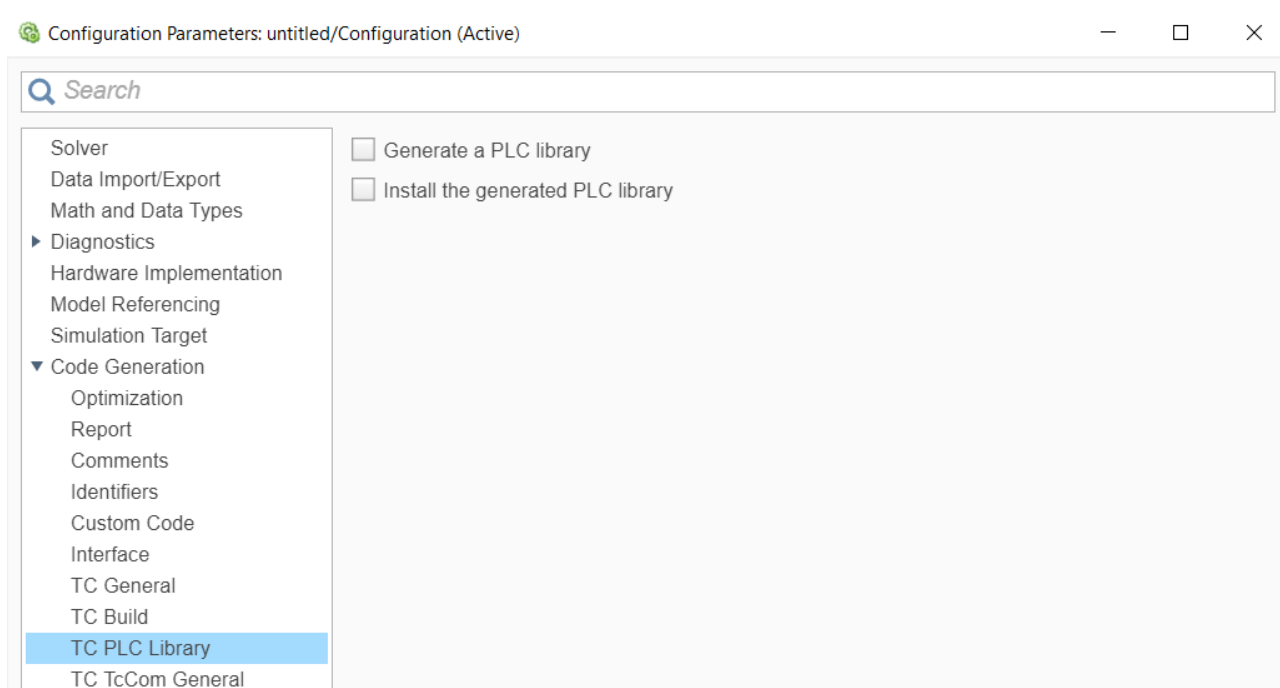 Configuration Parameters: untitled/Configuration (Active)
Search
Solver
Data Import/Export
Math and Data Types
Diagnostics
Hardware Implementation
Model Referencing
Simulation Target
Code Generation
Optimization
Report
Comments
Identifiers
Custom Code
Interface
TC General
TC Build
TC PLC Library
TC TcCom General
Generate a PLC library
Install the generated PLC library